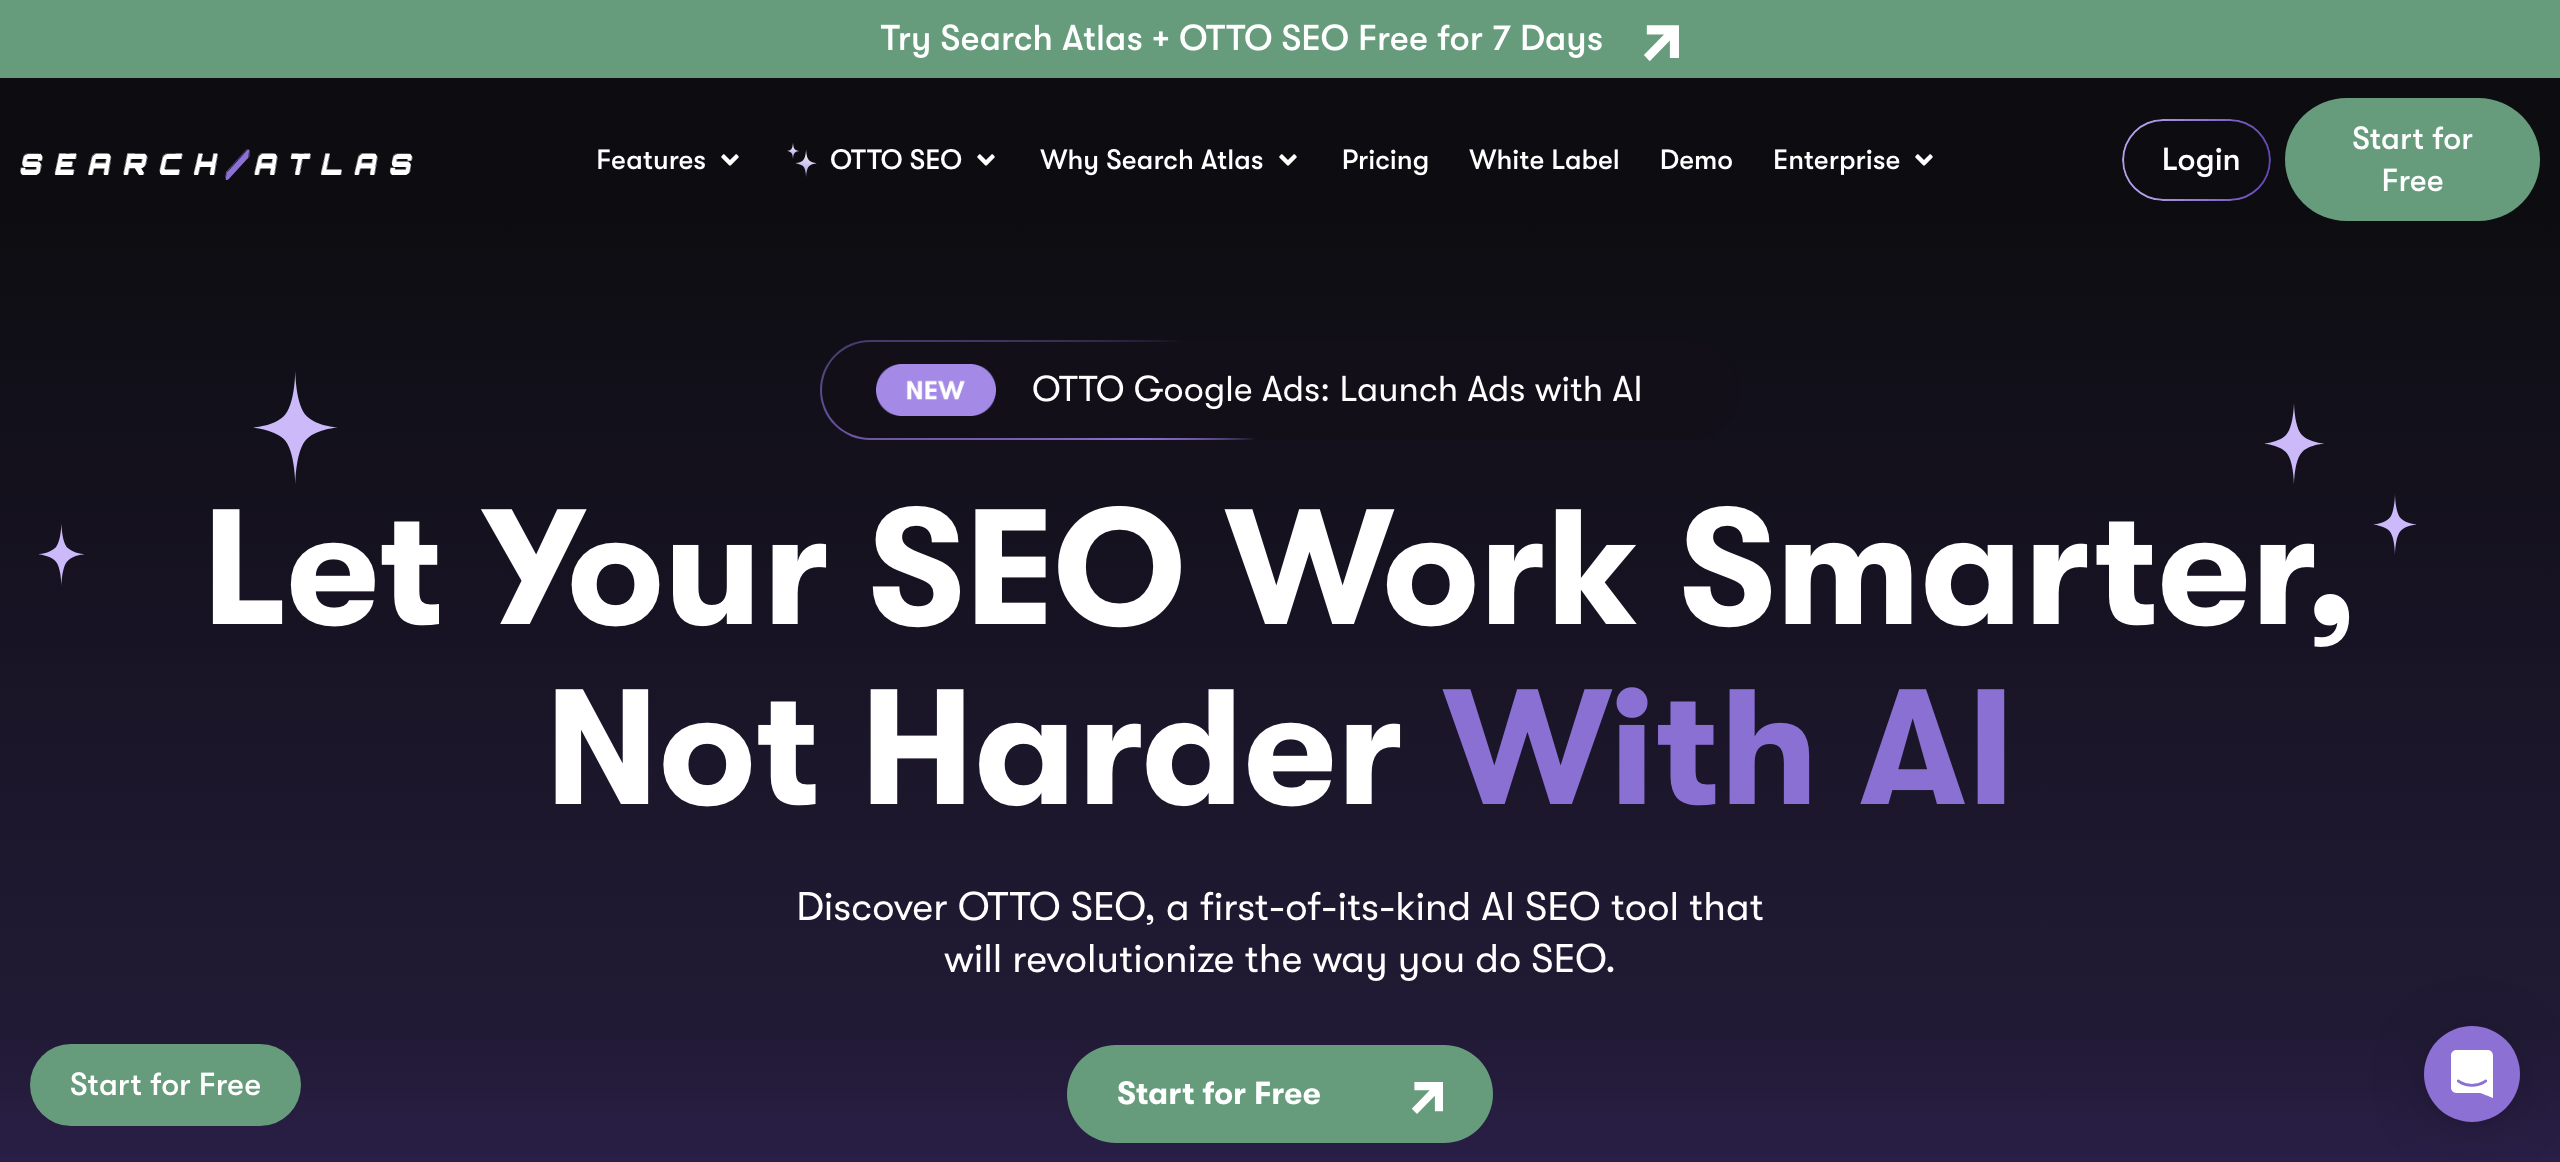 Try Search Atlas + OTTO SEO Free for 7 Days
SEARCH/ATLAS
Features
OTTO SEO
Why Search Atlas
Pricing
White Label
Demo
Enterprise
Login
Start for
Free
NEW
OTTO Google Ads: Launch Ads with AI
Let Your SEO Work Smarter,
Not Harder With AI
Discover OTTO SEO, a first-of-its-kind AI SEO tool that
will revolutionize the way you do SEO.
Start for Free
Start for Free